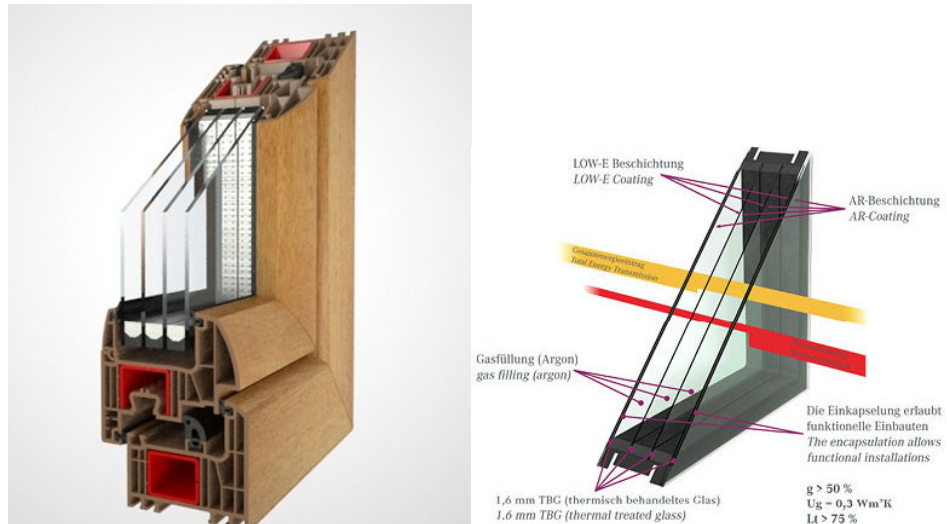 LOW-E Beschichtung
LOW-E Coating
AR-Beschichtung
AR-Coating
Gesamtenergieeintrag
Total Energy Transmission
Gasfüllung (Argon)
gas filling (argon)
Die Einkapselung erlaubt
funktionelle Einbauten
The encapsulation allows
functional installations
1,6 mm TBG (thermisch behandeltes Glas)
1.6 mm TBG (thermal treated glass)
g > 50 %
Ug = 0,3 Wm²K
Lt > 75 %